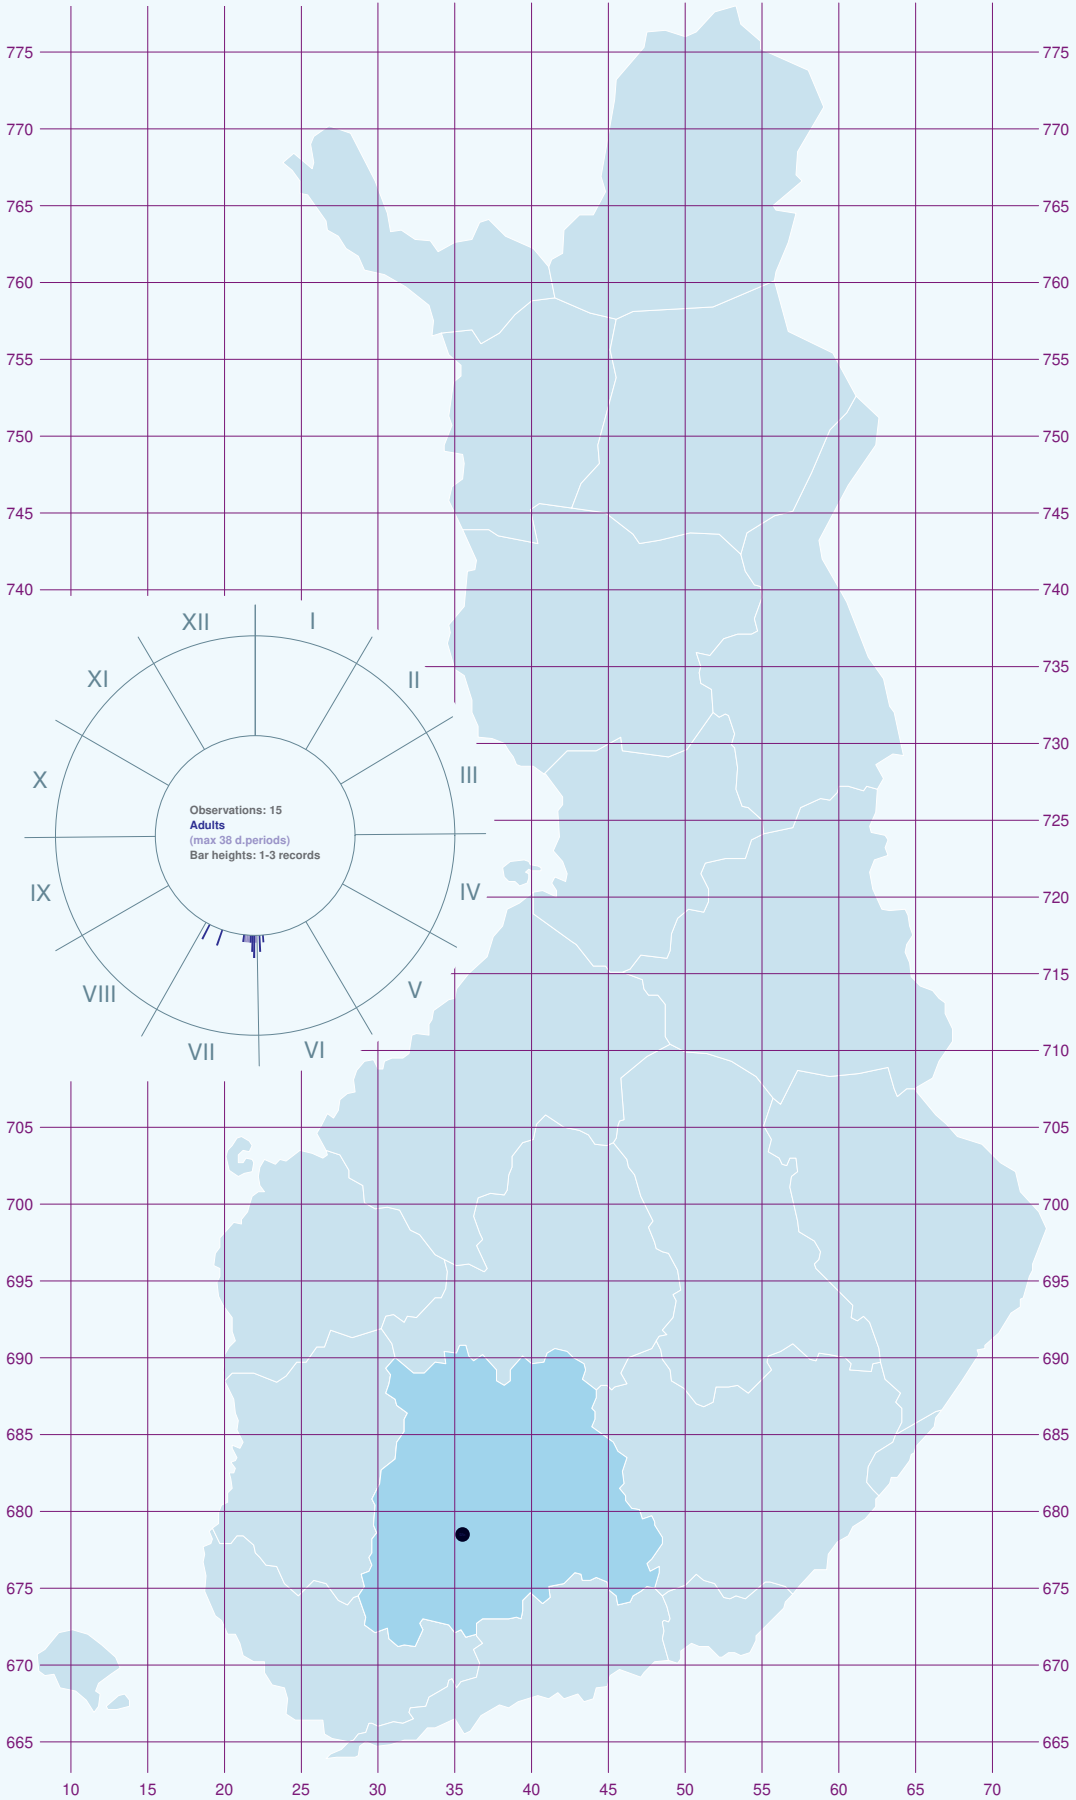 775 775
770 770
765 765
760 760
755 755
750 750
745 745
740 740
XII I
XI II
735
730
X III
Observations: 15
Adults
(max 38 d.periods)
Bar heights: 1-3 records
725
IX IV
720
VIII V
715
VII VI
710
705 705
700 700
695 695
690 690
685 685
680 680
675 675
670 670
665 665
10 15 20 25 30 35 40 45 50 55 60 65 70